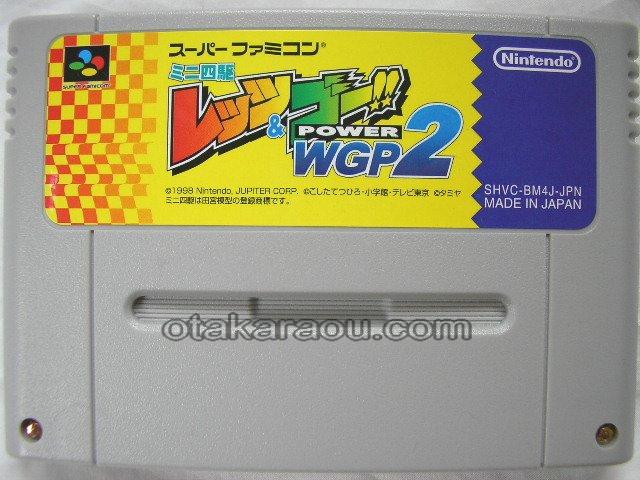 スーパーファミコン®
SUPER FAMICOM
ミニ四駆
レッツ&ゴー!!
POWER
WGP2
Nintendo®
©1998 Nintendo, JUPITER CORP. ©こしたてつひろ・小学館・テレビ東京 ©タミヤ
ミニ四駆は田宮模型の登録商標です。
SHVC-BM4J-JPN
MADE IN JAPAN
otakaraou.com